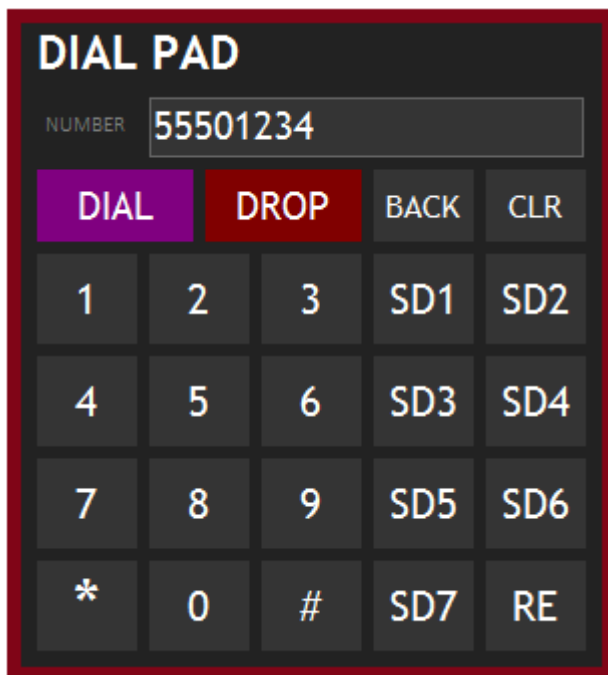 DIAL PAD
NUMBER 55501234
DIAL DROP BACK CLR
1 2 3 SD1 SD2
4 5 6 SD3 SD4
7 8 9 SD5 SD6
* 0 # SD7 RE